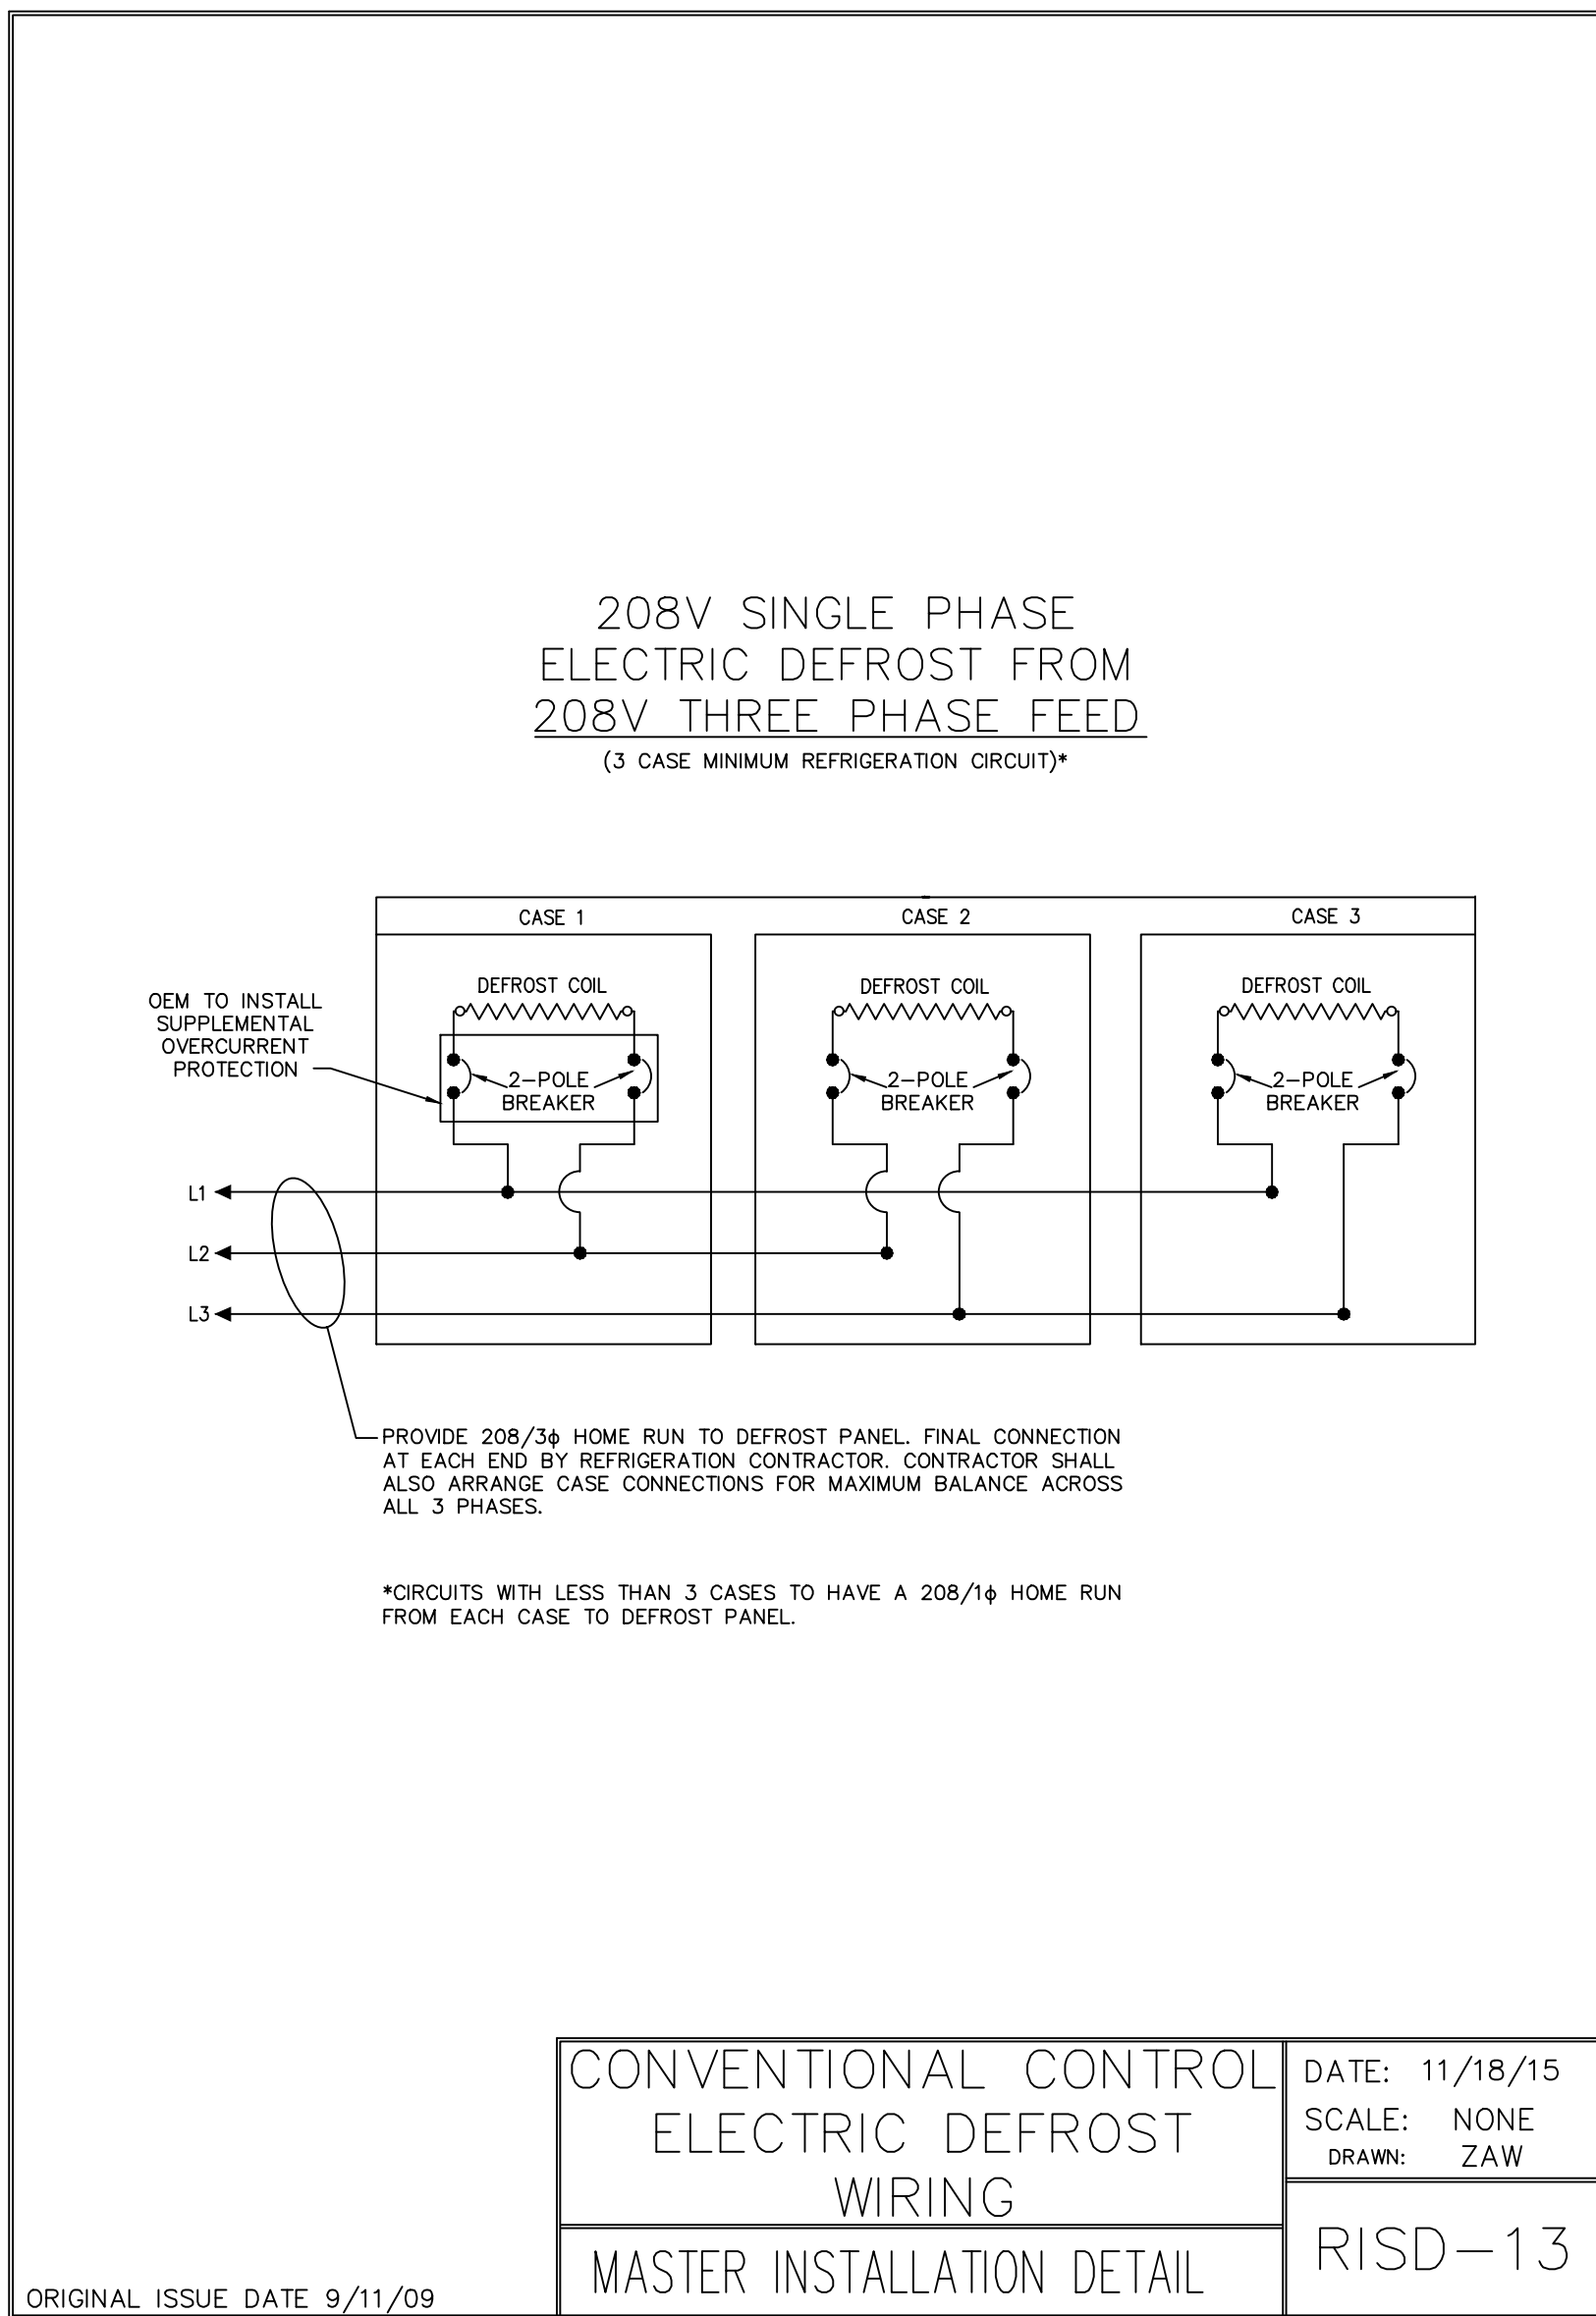 208V SINGLE PHASE
ELECTRIC DEFROST FROM
208V THREE PHASE FEED
(3 CASE MINIMUM REFRIGERATION CIRCUIT)*
CASE 1
CASE 2
CASE 3
DEFROST COIL
DEFROST COIL
DEFROST COIL
OEM TO INSTALL
SUPPLEMENTAL
OVERCURRENT
PROTECTION
2-POLE
BREAKER
2-POLE
BREAKER
2-POLE
BREAKER
L1
L2
L3
PROVIDE 208/3ϕ HOME RUN TO DEFROST PANEL. FINAL CONNECTION
AT EACH END BY REFRIGERATION CONTRACTOR. CONTRACTOR SHALL
ALSO ARRANGE CASE CONNECTIONS FOR MAXIMUM BALANCE ACROSS
ALL 3 PHASES.
*CIRCUITS WITH LESS THAN 3 CASES TO HAVE A 208/1ϕ HOME RUN
FROM EACH CASE TO DEFROST PANEL.
CONVENTIONAL CONTROL
ELECTRIC DEFROST
WIRING
MASTER INSTALLATION DETAIL
DATE: 11/18/15
SCALE: NONE
DRAWN: ZAW
RISD-13
ORIGINAL ISSUE DATE 9/11/09